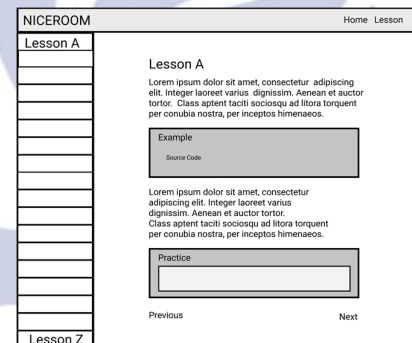 NICEROOM
Home Lesson
Lesson A
Lesson A
Lorem ipsum dolor sit amet, consectetur adipiscing
elit. Integer laoreet varius dignissim. Aenean et auctor
tortor. Class aptent taciti sociosqu ad litora torquent
per conubia nostra, per inceptos himenaeos.
Example
Source Code
Lorem ipsum dolor sit amet, consectetur
adipiscing elit. Integer laoreet varius
dignissim. Aenean et auctor tortor.
Class aptent taciti sociosqu ad litora torquent
per conubia nostra, per inceptos himenaeos.
Practice
Previous
Next
Lesson Z